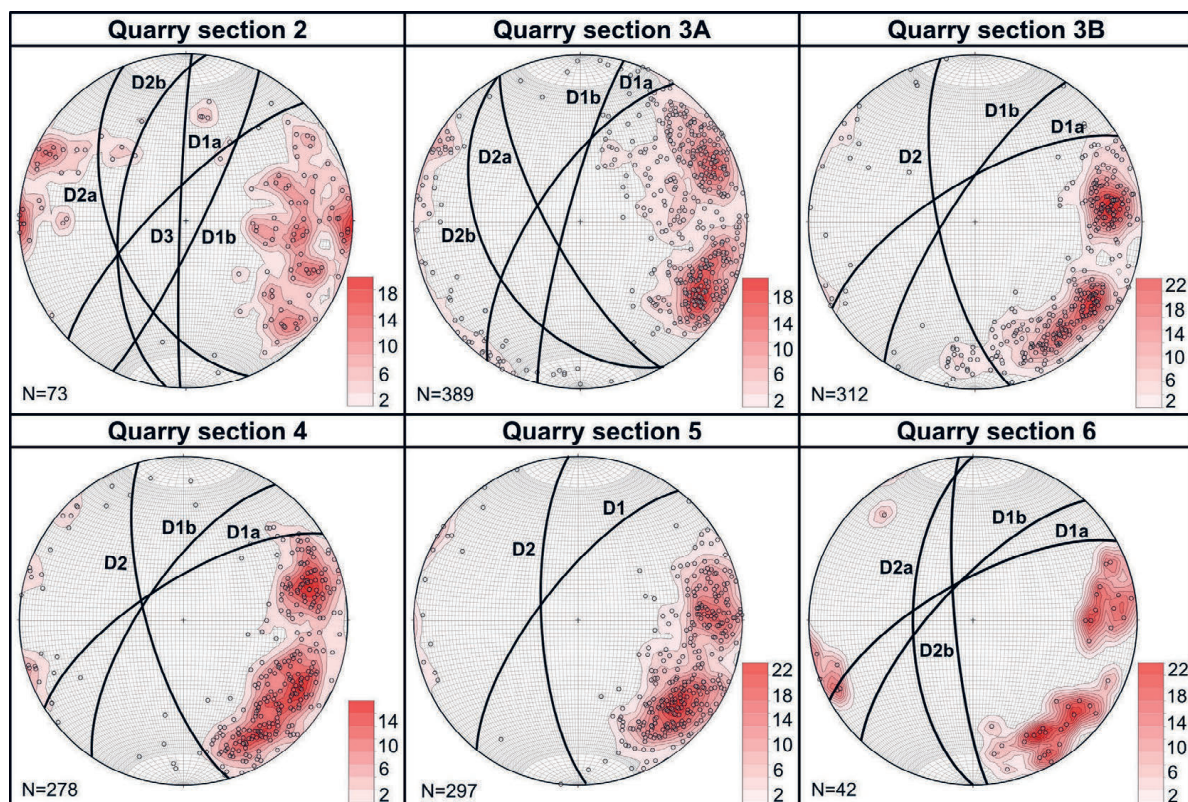 Quarry section 2
Quarry section 3A
Quarry section 3B
D2b
D1a
D2a
D3
D1b
18
14
10
6
2
N=73
D1a
D1b
D2a
D2b
18
14
10
6
2
N=389
D1b
D1a
D2
22
18
14
10
6
2
N=312
Quarry section 4
Quarry section 5
Quarry section 6
D1b
D1a
D2
14
10
6
2
N=278
D1
D2
22
18
14
10
6
2
N=297
D1b
D1a
D2a
D2b
22
18
14
10
6
2
N=42